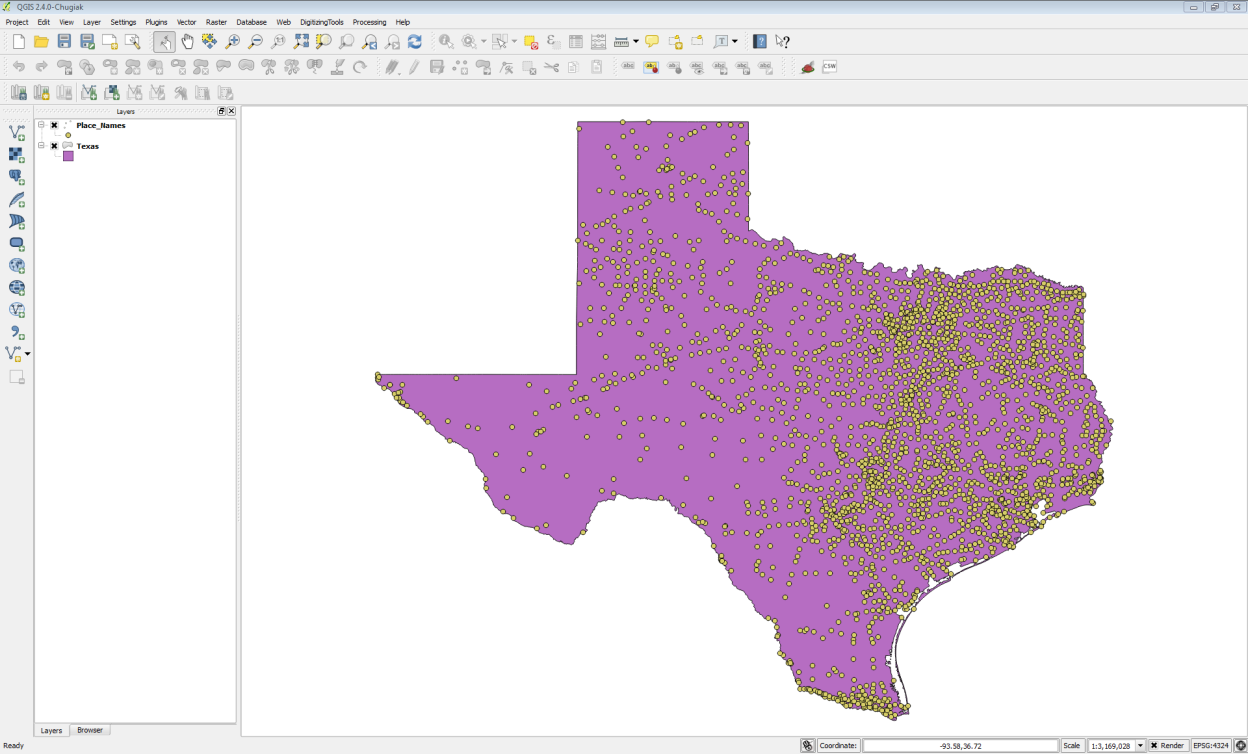 QGIS 2.4.0-Chugiak
Project Edit View Layer Settings Plugins Vector Raster Database Web DigitizingTools Processing Help
Layers
Place_Names
Texas
Layers Browser
Ready
Coordinate: -93.58,36.72 Scale 1:3,169,028 Render EPSG:4324